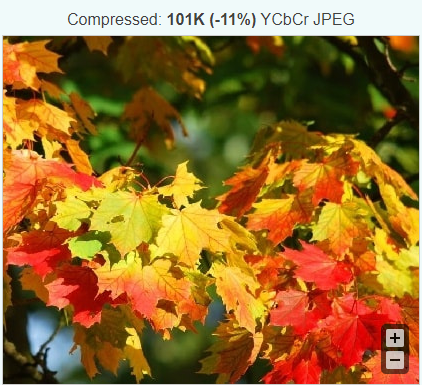 Compressed: 101K (-11%) YCbCr JPEG
+
−